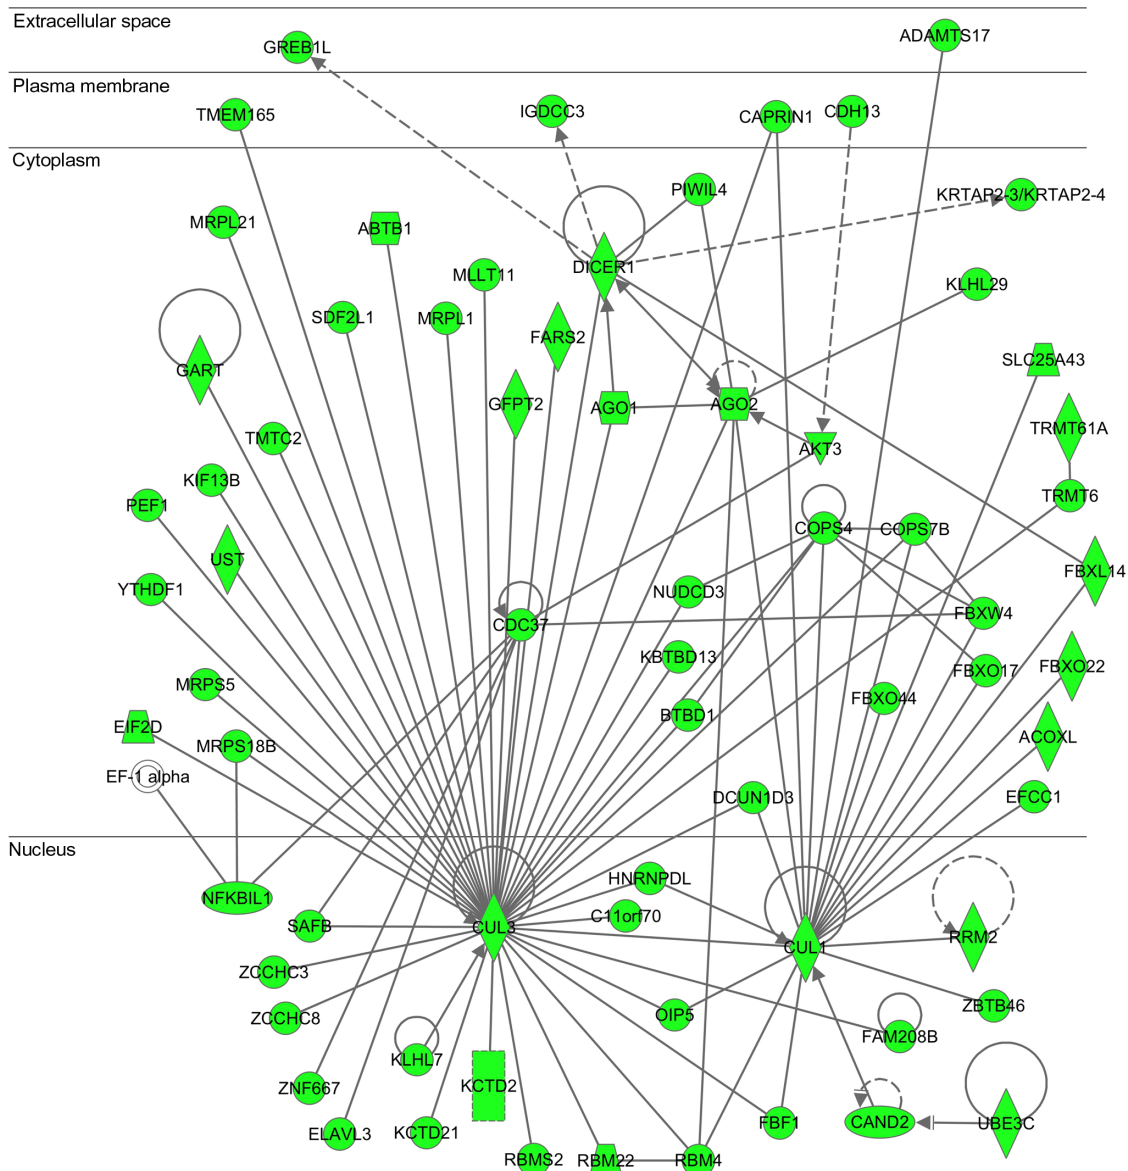 Extracellular space
GREB1L
ADAMTS17
Plasma membrane
TMEM165
IGDCC3
CAPRIN1
CDH13
Cytoplasm
PIWIL4
KRTAP2-3/KRTAP2-4
MRPL21
ABTB1
DICER1
MLLT11
KLHL29
SDF2L1
MRPL1
FARS2
SLC25A43
GART
GFPT2
AGO1
AGO2
TRMT61A
TMTC2
AKT3
KIF13B
TRMT6
PEF1
COPS4
COPS7B
UST
FBXL14
YTHDF1
NUDCD3
FBXW4
CDC37
KBTBD13
FBXO17
FBXO22
MRPS5
FBXO44
BTBD1
EIF2D
ACOXL
MRPS18B
EF-1 alpha
DCUN1D3
EFCC1
Nucleus
HNRNPDL
NFKBIL1
C11orf70
SAFB
CUL3
RRM2
CUL1
ZCCHC3
ZBTB46
ZCCHC8
OIP5
FAM208B
KLHL7
KCTD2
ZNF667
FBF1
CAND2
UBE3C
ELAVL3
KCTD21
RBMS2
RBM22
RBM4